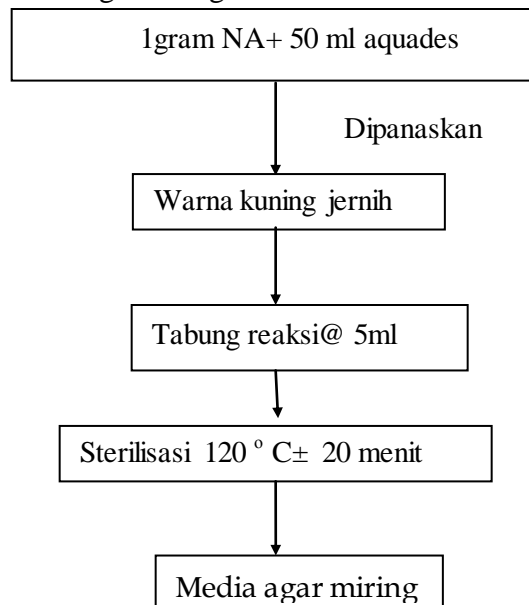 1gram NA+ 50 ml aquades
Dipanaskan
Warna kuning jernih
Tabung reaksi@ 5ml
Sterilisasi 120 ° C± 20 menit
Media agar miring